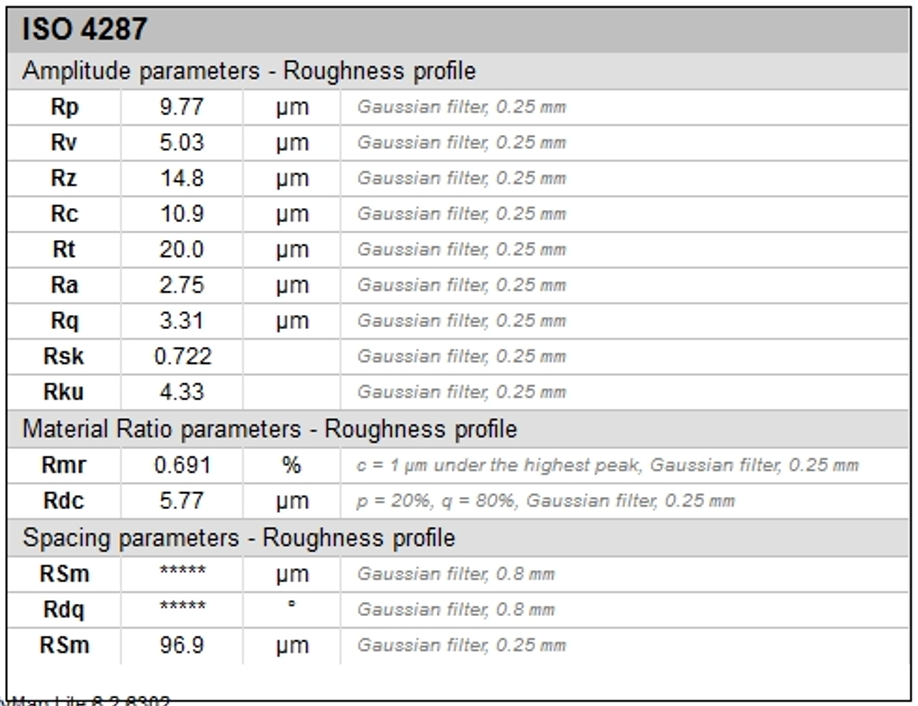 ISO 4287
Amplitude parameters - Roughness profile
Rp 9.77 µm Gaussian filter, 0.25 mm
Rv 5.03 µm Gaussian filter, 0.25 mm
Rz 14.8 µm Gaussian filter, 0.25 mm
Rc 10.9 µm Gaussian filter, 0.25 mm
Rt 20.0 µm Gaussian filter, 0.25 mm
Ra 2.75 µm Gaussian filter, 0.25 mm
Rq 3.31 µm Gaussian filter, 0.25 mm
Rsk 0.722 Gaussian filter, 0.25 mm
Rku 4.33 Gaussian filter, 0.25 mm
Material Ratio parameters - Roughness profile
Rmr 0.691 % c = 1 µm under the highest peak, Gaussian filter, 0.25 mm
Rdc 5.77 µm p = 20%, q = 80%, Gaussian filter, 0.25 mm
Spacing parameters - Roughness profile
RSm ***** µm Gaussian filter, 0.8 mm
Rdq ***** ° Gaussian filter, 0.8 mm
RSm 96.9 µm Gaussian filter, 0.25 mm